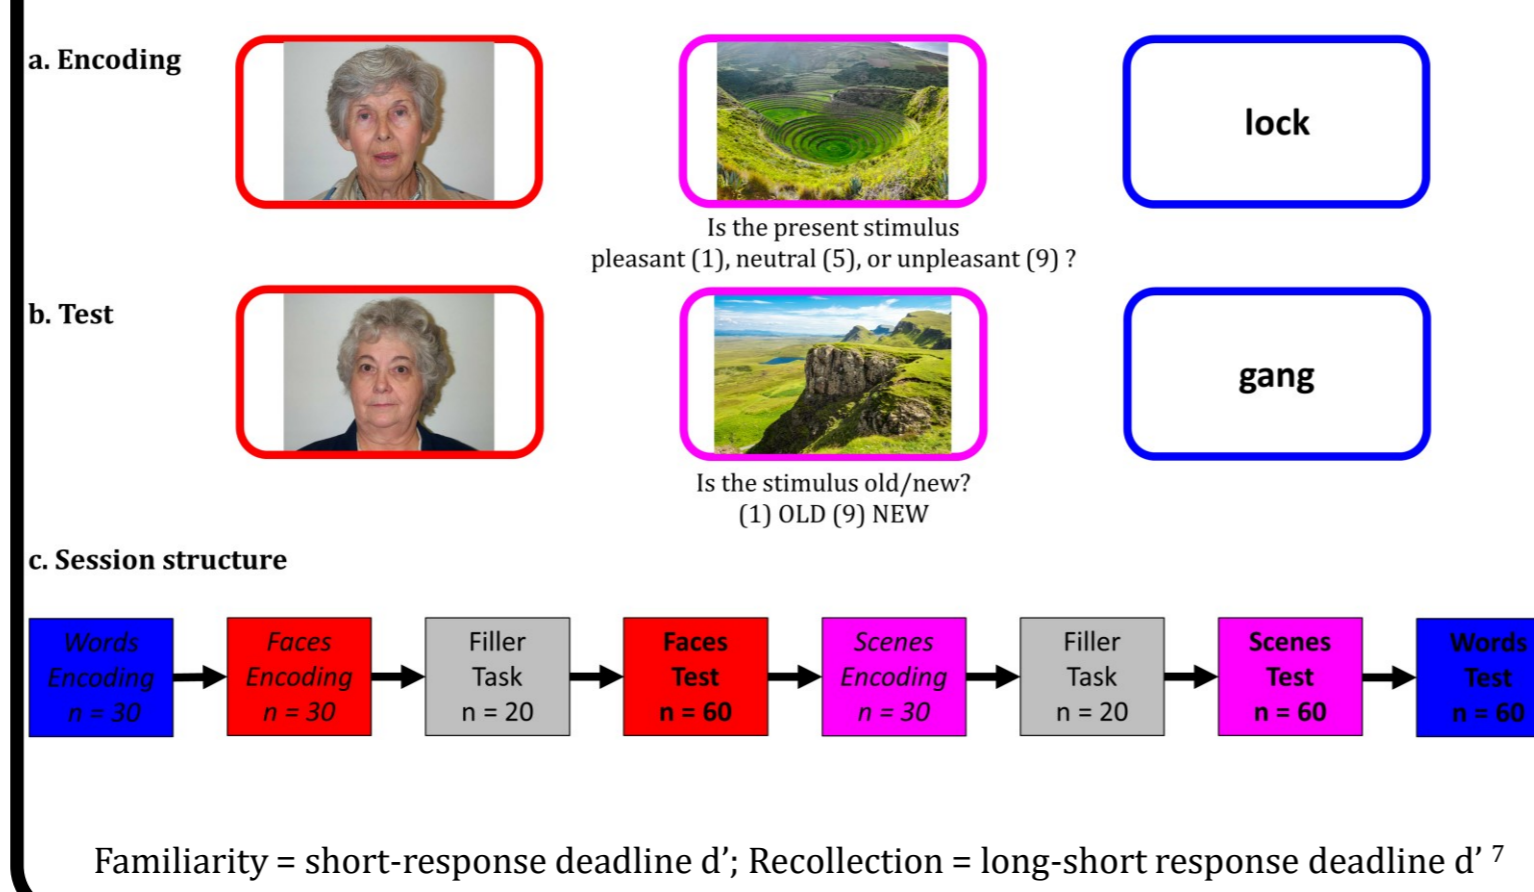 a. Encoding
lock
Is the present stimulus
pleasant (1), neutral (5), or unpleasant (9) ?
b. Test
gang
Is the stimulus old/new?
(1) OLD (9) NEW
c. Session structure
Words
Encoding
n = 30
Faces
Encoding
n = 30
Filler
Task
n = 20
Faces
Test
n = 60
Scenes
Encoding
n = 30
Filler
Task
n = 20
Scenes
Test
n = 60
Words
Test
n = 60
Familiarity = short-response deadline d’; Recollection = long-short response deadline d’ 7